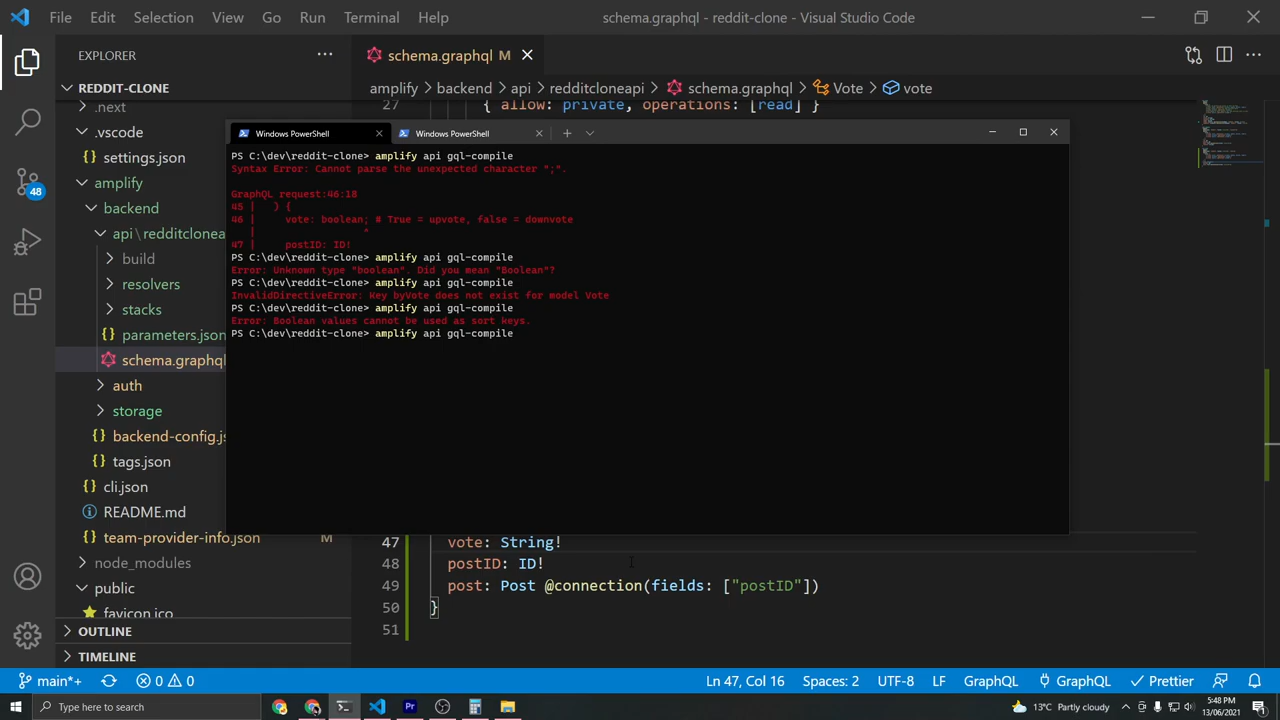 File Edit Selection View Go Run Terminal Help
schema.graphql - reddit-clone - Visual Studio Code
EXPLORER
schema.graphql M
REDDIT-CLONE
amplify > backend > api > redditcloneapi > schema.graphql > Vote > vote
.next
27 { allow: private, operations: [read] }
.vscode
settings.json
amplify
backend
api\redditclonea
build
resolvers
stacks
parameters.json
schema.graphql
auth
storage
backend-config.js
tags.json
cli.json
README.md
team-provider-info.json M
node_modules
public
favicon.ico
OUTLINE
TIMELINE
48
Windows PowerShell
Windows PowerShell
PS C:\dev\reddit-clone> amplify api gql-compile
Syntax Error: Cannot parse the unexpected character ";".
GraphQL request:46:18
45 | ) {
46 | vote: boolean; # True = upvote, false = downvote
| ^
47 | postID: ID!
PS C:\dev\reddit-clone> amplify api gql-compile
Error: Unknown type "boolean". Did you mean "Boolean"?
PS C:\dev\reddit-clone> amplify api gql-compile
InvalidDirectiveError: Key byVote does not exist for model Vote
PS C:\dev\reddit-clone> amplify api gql-compile
Error: Boolean values cannot be used as sort keys.
PS C:\dev\reddit-clone> amplify api gql-compile
47 vote: String!
48 postID: ID!
49 post: Post @connection(fields: ["postID"])
50 }
51
main*+ 0 0
Ln 47, Col 16 Spaces: 2 UTF-8 LF GraphQL GraphQL Prettier
Type here to search
13°C Partly cloudy
5:48 PM
13/06/2021
1